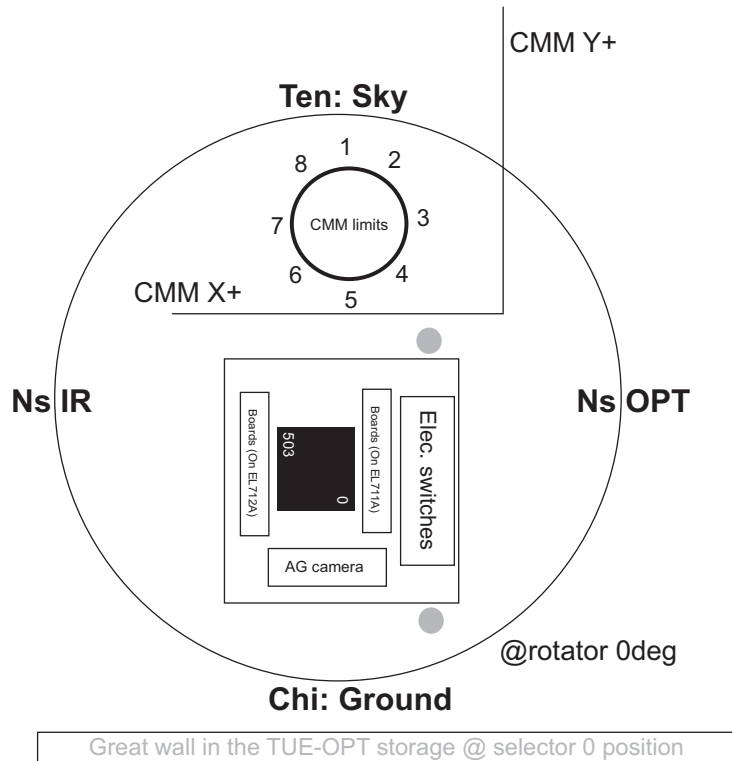 CMM Y+
Ten: Sky
1
8
2
7
CMM limits
3
6
4
5
CMM X+
Ns IR
Ns OPT
Boards (On EL712A)
503
0
Boards (On EL711A)
Elec. switches
AG camera
@rotator 0deg
Chi: Ground
Great wall in the TUE-OPT storage @ selector 0 position